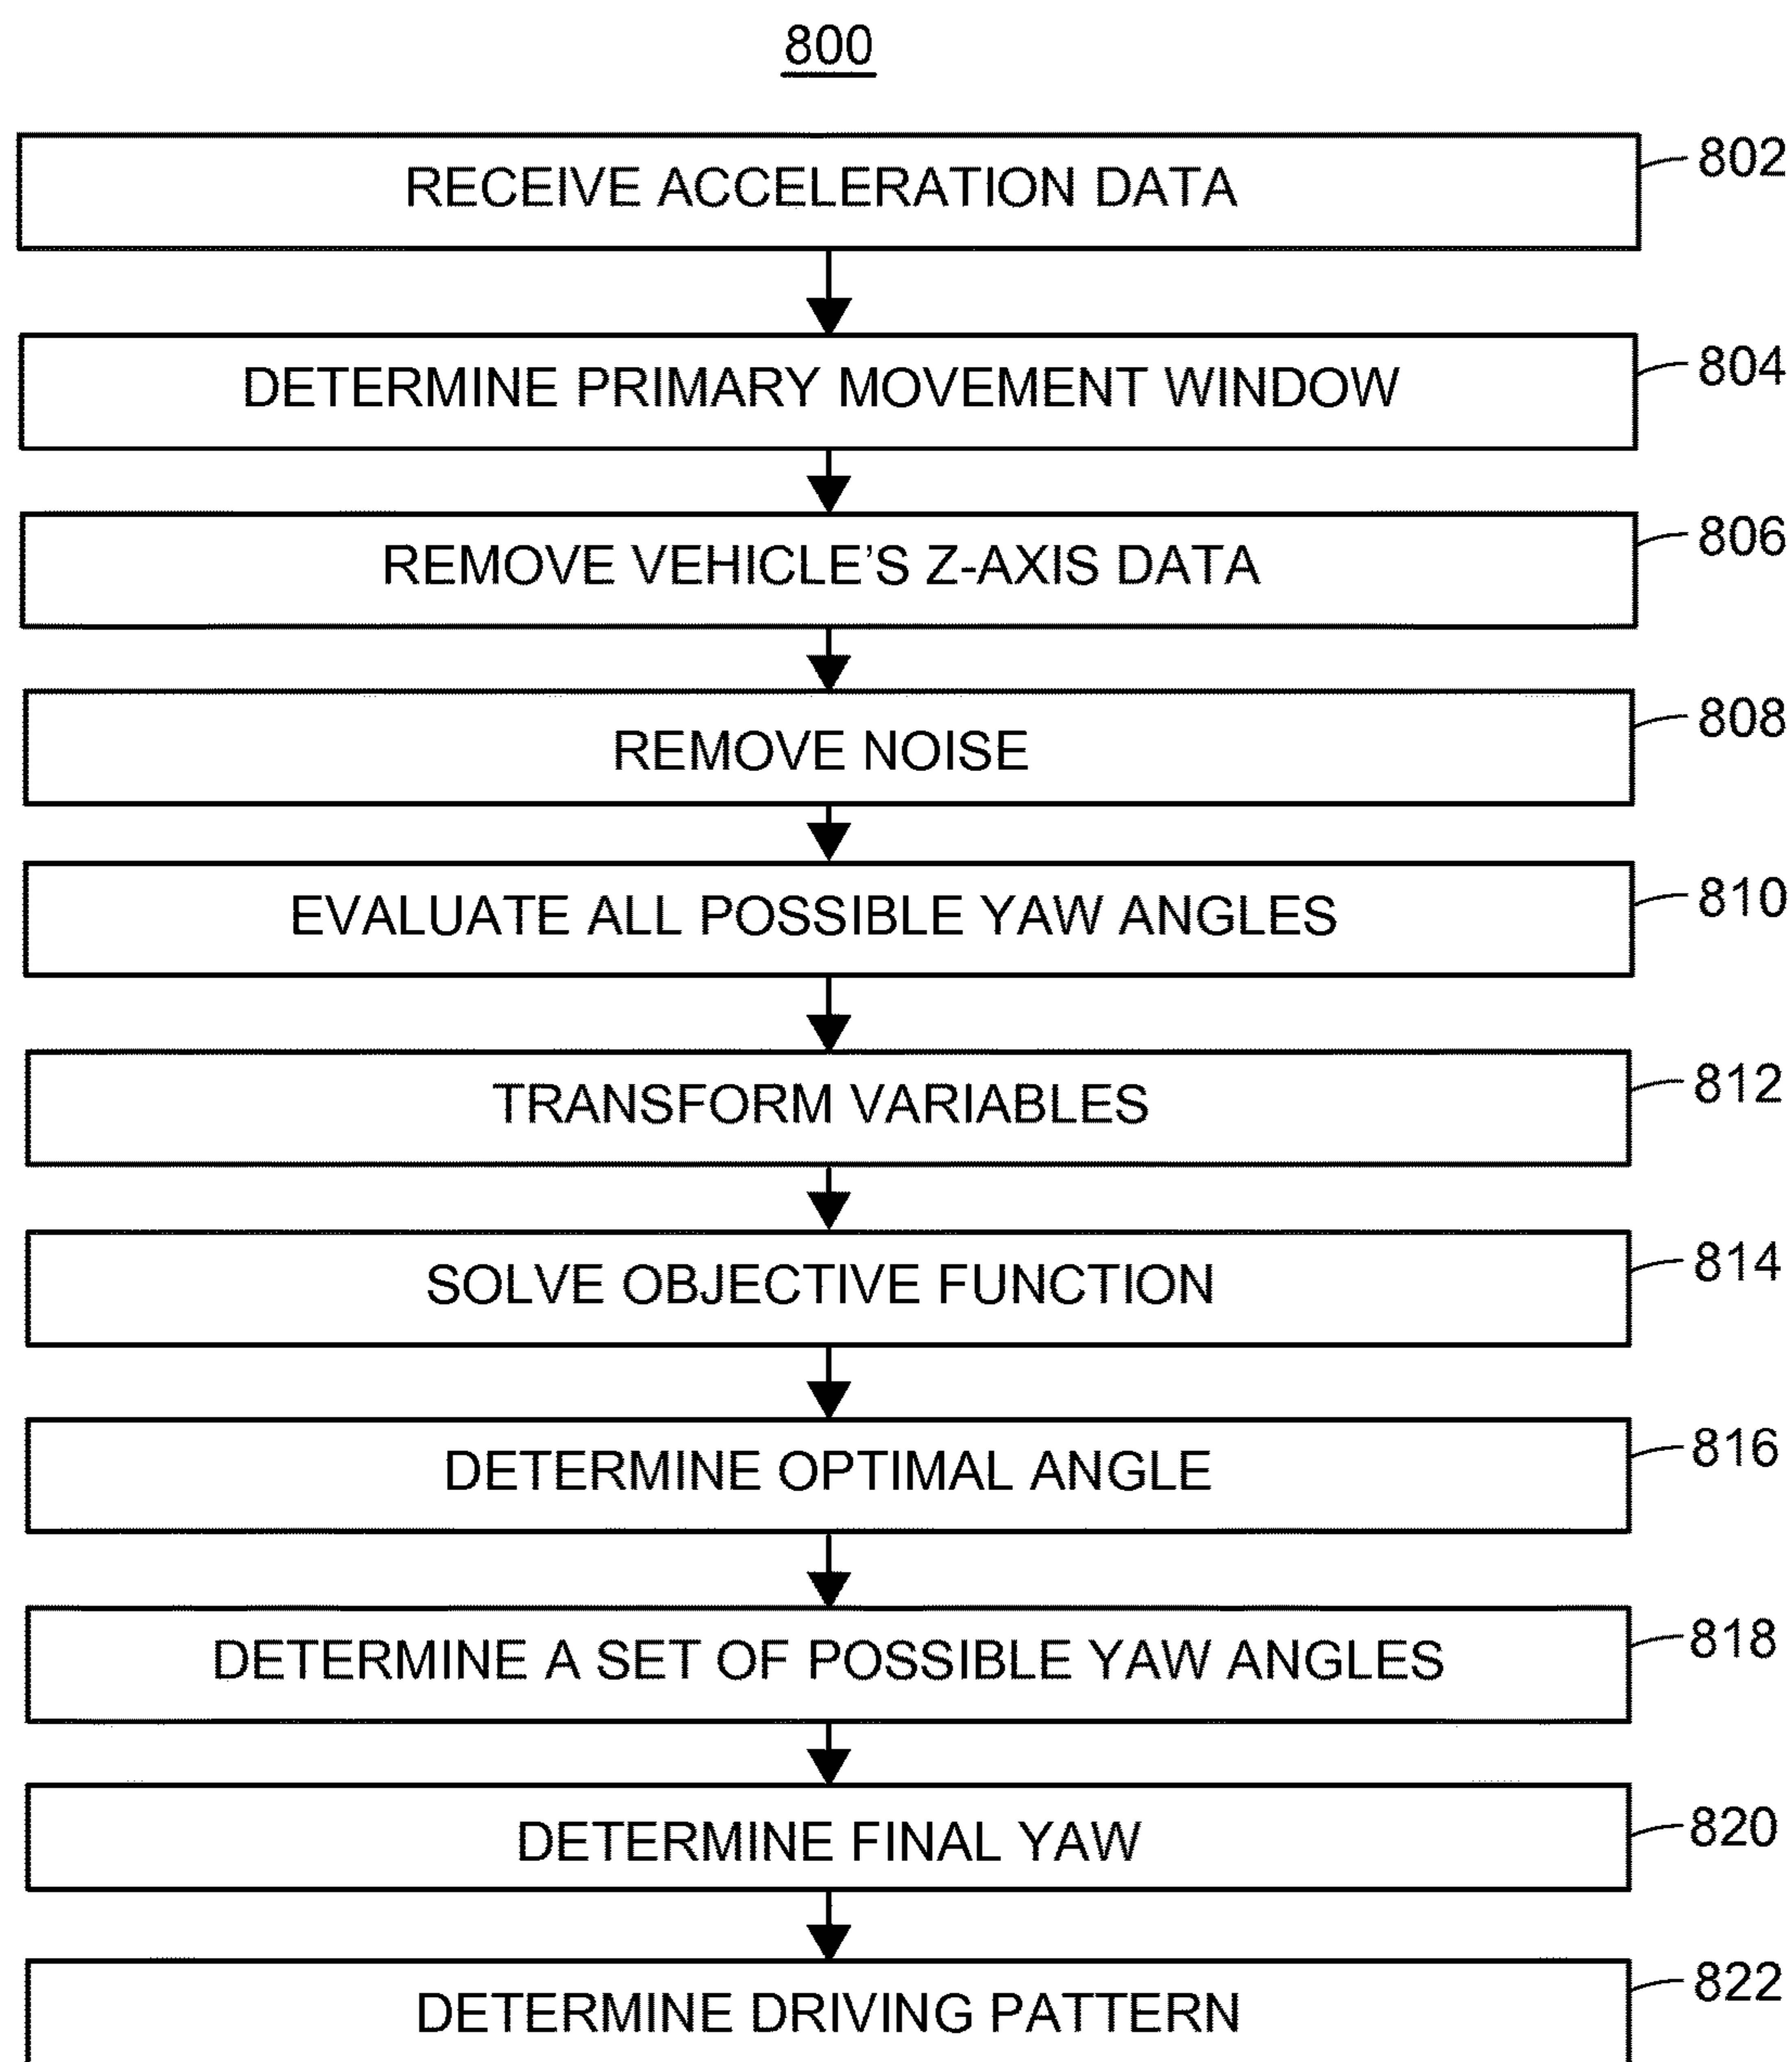 800
RECEIVE ACCELERATION DATA
802
DETERMINE PRIMARY MOVEMENT WINDOW
804
REMOVE VEHICLE'S Z-AXIS DATA
806
REMOVE NOISE
808
EVALUATE ALL POSSIBLE YAW ANGLES
810
TRANSFORM VARIABLES
812
SOLVE OBJECTIVE FUNCTION
814
DETERMINE OPTIMAL ANGLE
816
DETERMINE A SET OF POSSIBLE YAW ANGLES
818
DETERMINE FINAL YAW
820
DETERMINE DRIVING PATTERN
822